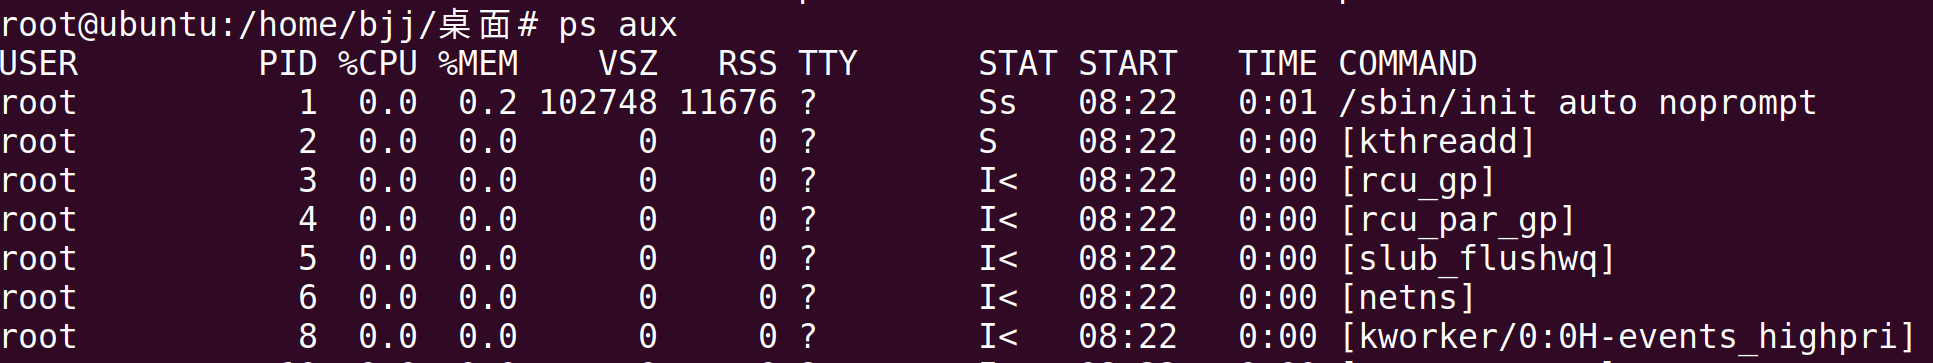 root@ubuntu:/home/bjj/桌面# ps aux
USER         PID %CPU %MEM    VSZ   RSS TTY      STAT START   TIME COMMAND
root           1  0.0  0.2 102748 11676 ?        Ss   08:22   0:01 /sbin/init auto noprompt
root           2  0.0  0.0      0     0 ?        S    08:22   0:00 [kthreadd]
root           3  0.0  0.0      0     0 ?        I<   08:22   0:00 [rcu_gp]
root           4  0.0  0.0      0     0 ?        I<   08:22   0:00 [rcu_par_gp]
root           5  0.0  0.0      0     0 ?        I<   08:22   0:00 [slub_flushwq]
root           6  0.0  0.0      0     0 ?        I<   08:22   0:00 [netns]
root           8  0.0  0.0      0     0 ?        I<   08:22   0:00 [kworker/0:0H-events_highpri]